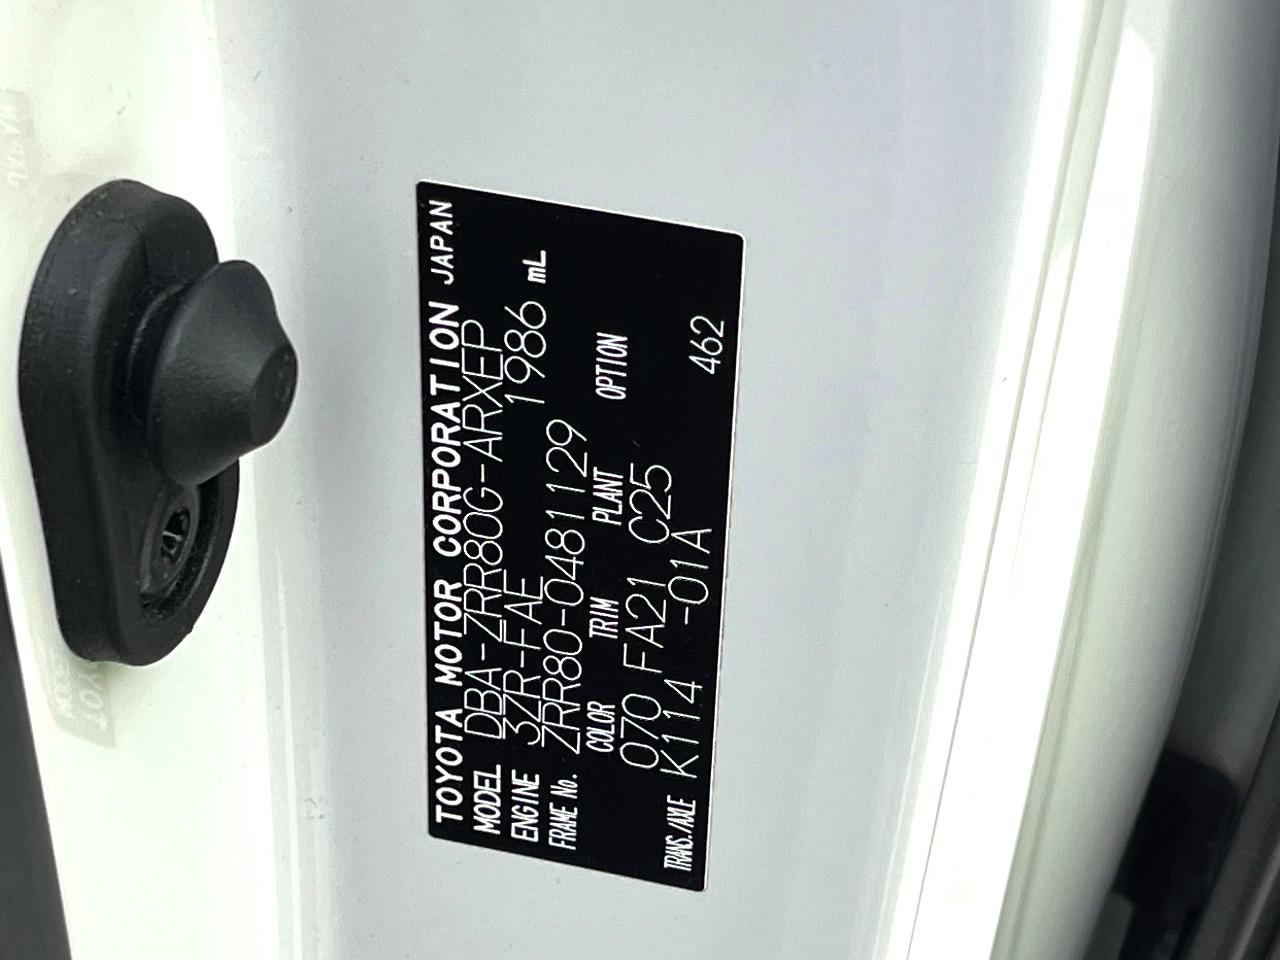 TOYOTA MOTOR CORPORATION JAPAN
MODEL DBA-ZRR80G-ARXEP
ENGINE 3ZR-FAE 1986 mL
FRAME No. ZRR80-0481129
COLOR TRIM PLANT OPTION
070 FA21 C25
TRANS./AXLE K114 -01A 462